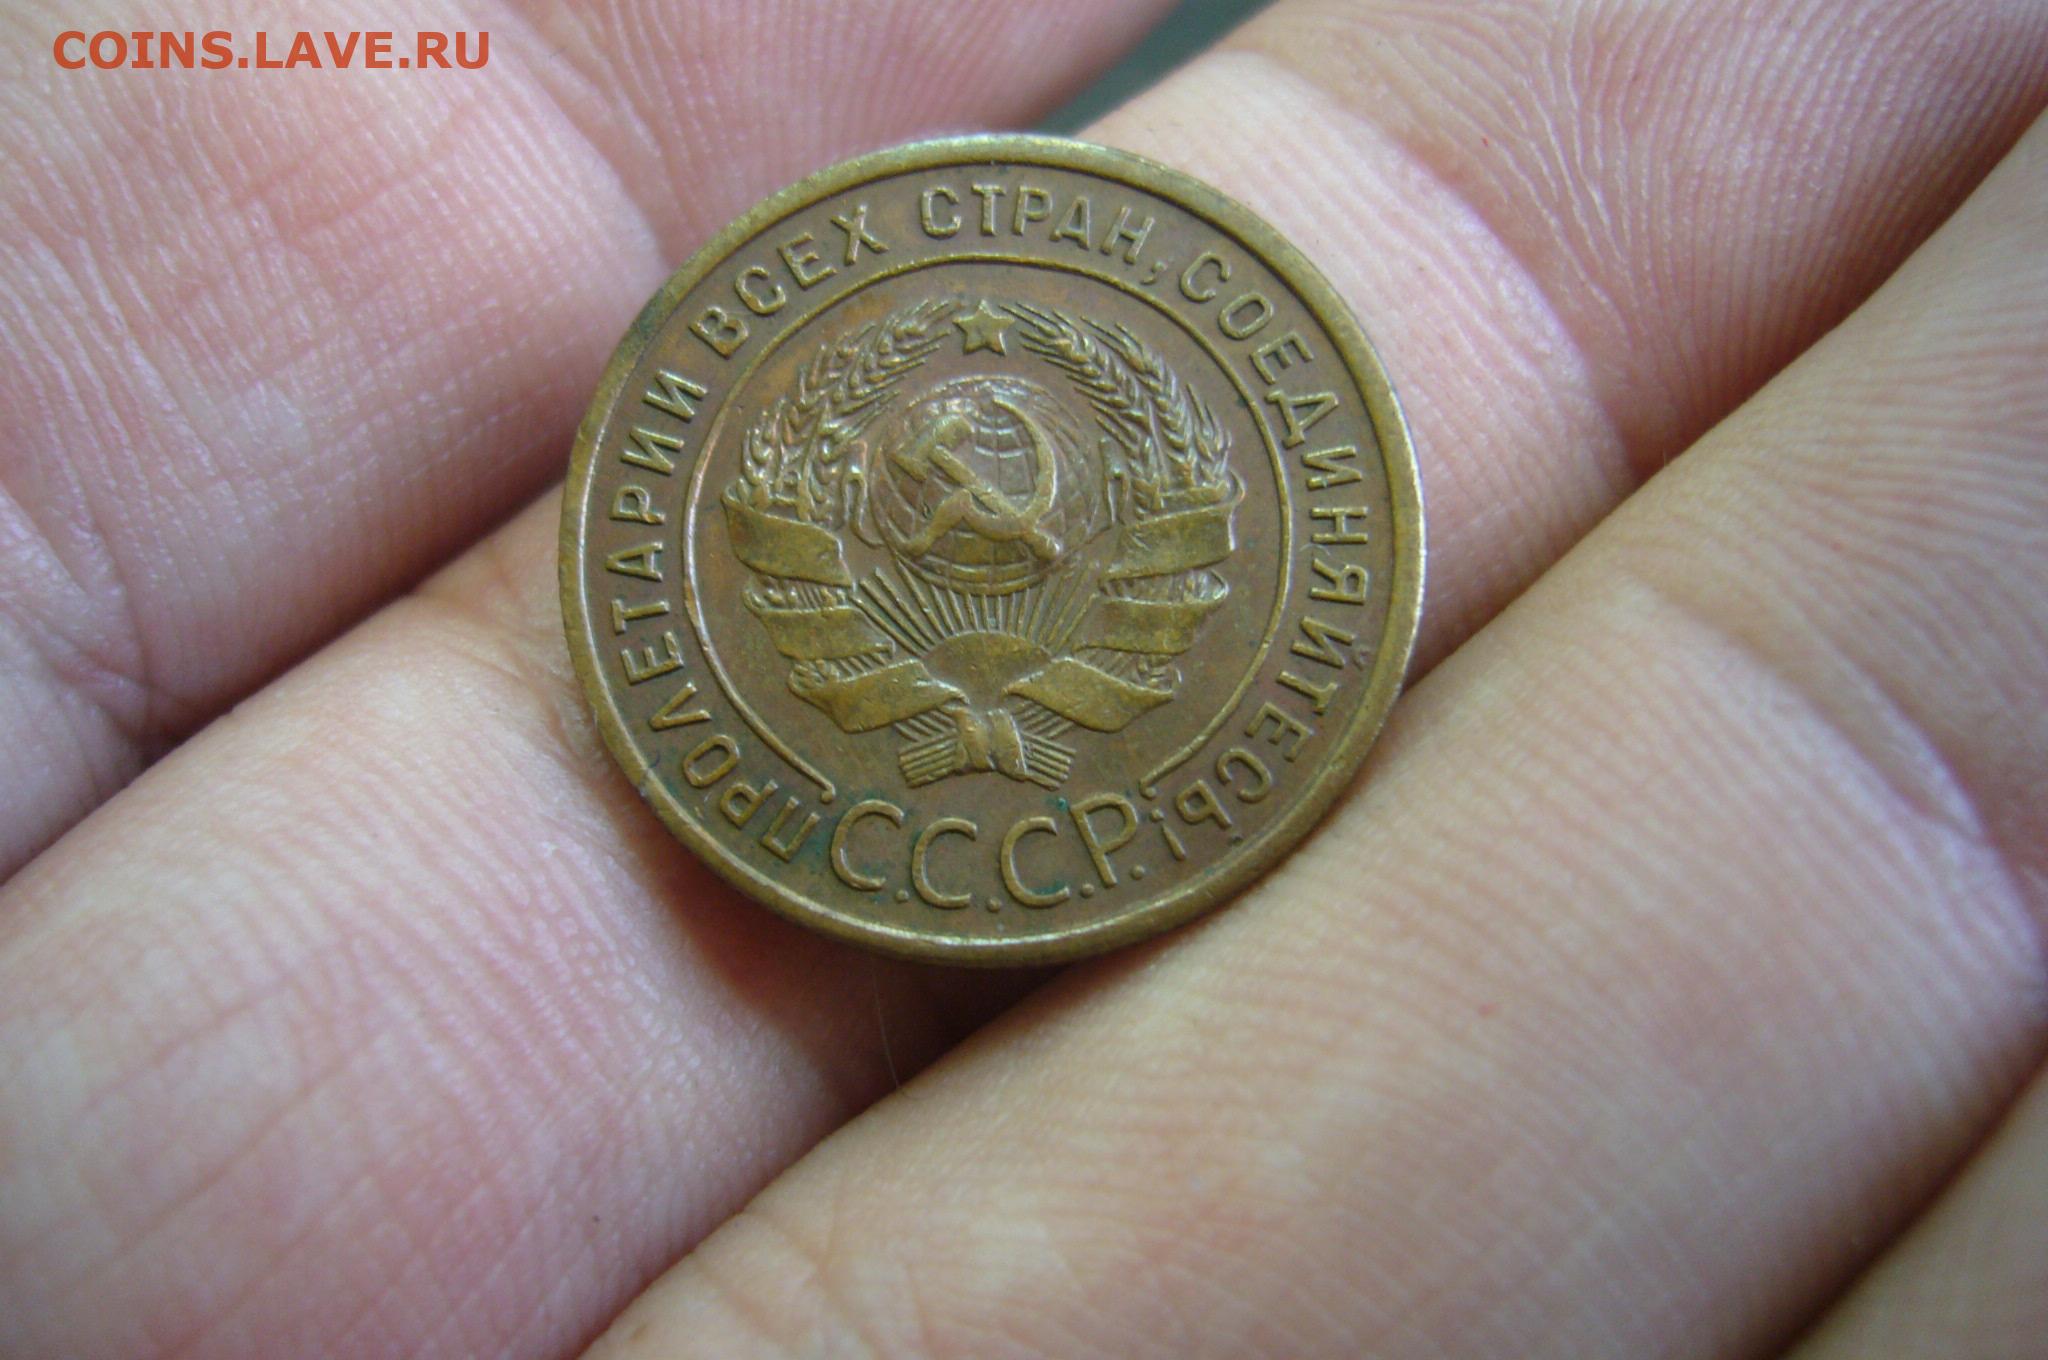 COINS.LAVE.RU
ПРОЛЕТАРИИ ВСЕХ СТРАН, СОЕДИНЯЙТЕСЬ!
С.С.С.Р.